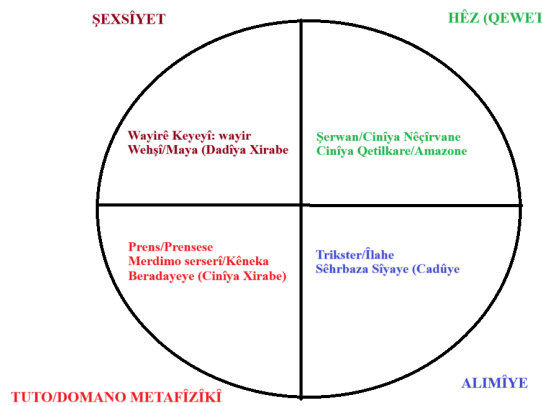 ŞEXSÎYET
HÊZ (QEWET
Wayirê Keyeyî: wayir
Wehşî/Maya (Dadîya Xirabe
Şerwan/Cinîya Nêçîrvane
Cinîya Qetilkare/Amazone
Prens/Prensese
Merdimo serserî/Kêneka
Beradayeye (Cinîya Xirabe)
Trikster/Îlahe
Sêhrbaza Sîyaye (Cadûye
TUTO/DOMANO METAFÎZÎKÎ
ALIMÎYE